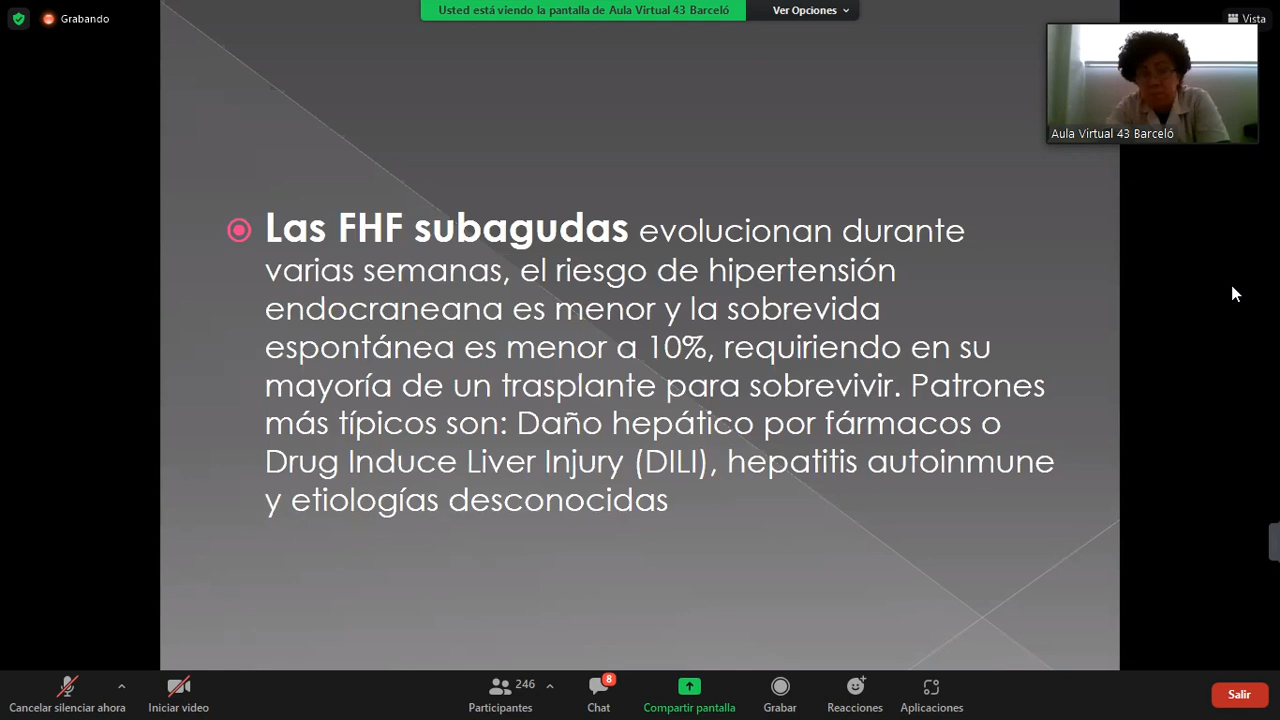 Grabando
Usted está viendo la pantalla de Aula Virtual 43 Barceló
Ver Opciones
Vista
Aula Virtual 43 Barceló
Las FHF subagudas evolucionan durante
varias semanas, el riesgo de hipertensión
endocraneana es menor y la sobrevida
espontánea es menor a 10%, requiriendo en su
mayoría de un trasplante para sobrevivir. Patrones
más típicos son: Daño hepático por fármacos o
Drug Induce Liver Injury (DILI), hepatitis autoinmune
y etiologías desconocidas
Cancelar silenciar ahora
Iniciar video
246
Participantes
8
Chat
Compartir pantalla
Grabar
Reacciones
Aplicaciones
Salir